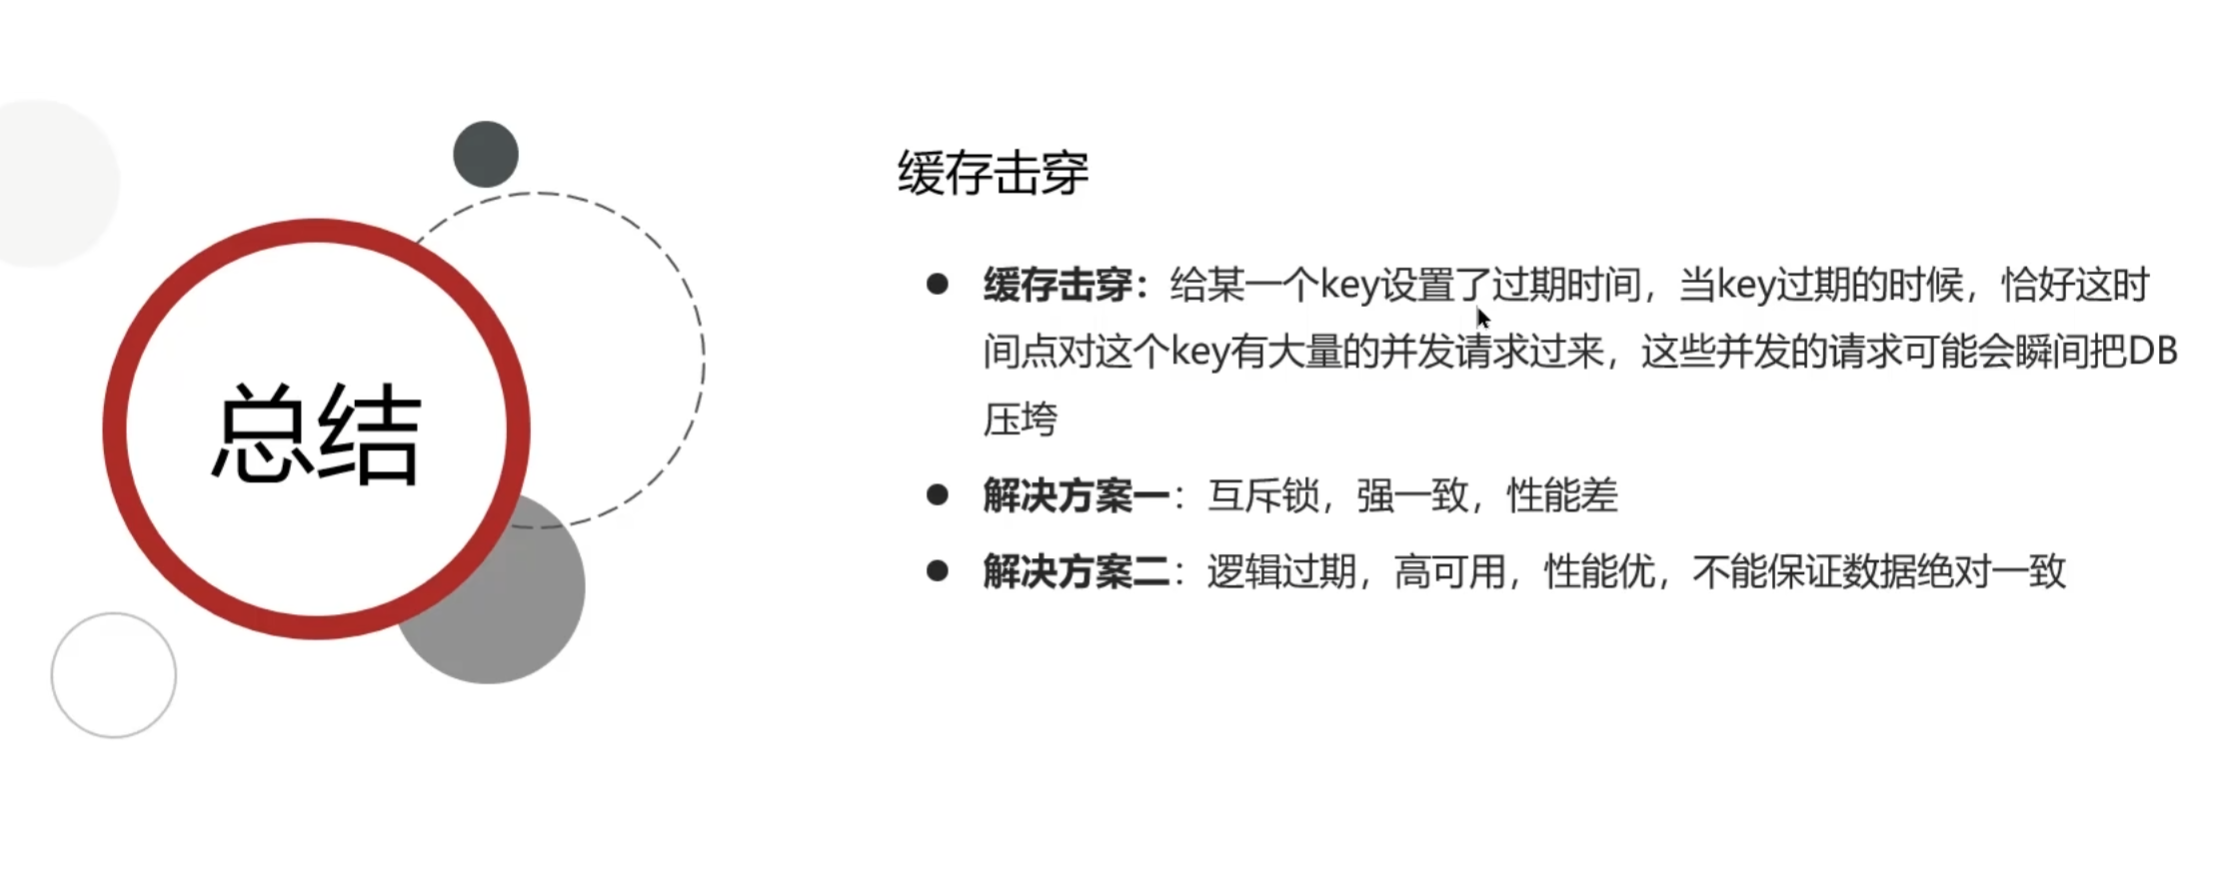 总结
缓存击穿
缓存击穿：给某一个key设置了过期时间，当key过期的时候，恰好这时
间点对这个key有大量的并发请求过来，这些并发的请求可能会瞬间把DB
压垮
解决方案一：互斥锁，强一致，性能差
解决方案二：逻辑过期，高可用，性能优，不能保证数据绝对一致